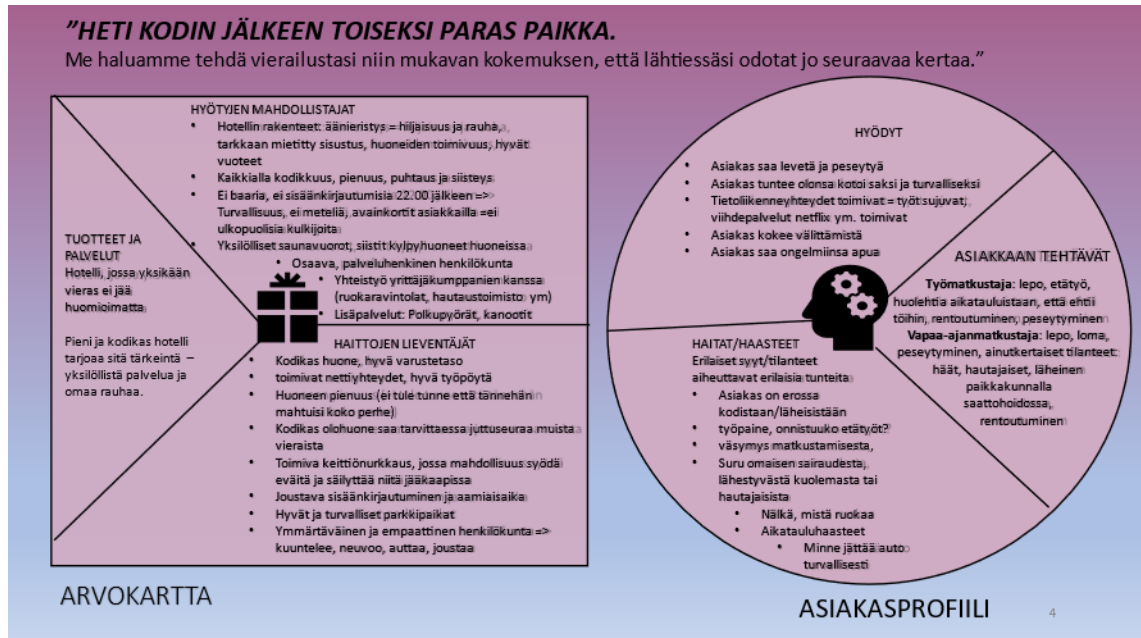 ”HETI KODIN JÄLKEEN TOISEKSI PARAS PAIKKA.
Me haluamme tehdä vierailustasi niin mukavan kokemuksen, että lähtiessäsi odotat jo seuraavaa kertaa.”
HYÖTYJEN MAHDOLLISTAJAT
• Hotellin rakenteet: äänieristys = hiljaisuus ja rauha,
tarkkaan mietitty sisustus, huoneiden toimivuus, hyvät
vuoteet
• Kaikkialla kodikkuus, pienuus, puhtaus ja siisteys
• Ei baaria, ei sisäänkirjautumisia 22.00 jälkeen =>
Turvallisuus, ei meteliä, avainkortit asiakkailla =ei
ulkopuolisia kulkijoita
• Yksilölliset saunavuorot, siistit kylpyhuoneet huoneissa
• Osaava, palveluhenkinen henkilökunta
• Yhteistyö yrittäjäkumppanien kanssa
(ruokaravintolat, hautaustoimisto ym)
• Lisäpalvelut: Polkupyörät, kanootit
TUOTTEET JA
PALVELUT
Hotelli, jossa yksikään
vieras ei jää
huomioimatta
Pieni ja kodikas hotelli
tarjoaa sitä tärkeintä –
yksilöllistä palvelua ja
omaa rauhaa.
HAITTOJEN LIEVENTÄJÄT
• Kodikas huone, hyvä varustetaso
• toimivat nettiyhteydet, hyvä työpöytä
• Huoneen pienuus (ei tule tunne että tännehän
mahtuisi koko perhe)
• Kodikas olohuone saa tarvittaessa juttuseuraa muista
vieraista
• Toimiva keittiönurkkaus, jossa mahdollisuus syödä
eväitä ja säilyttää niitä jääkaapissa
• Joustava sisäänkirjautuminen ja aamiaisaika
• Hyvät ja turvalliset parkkipaikat
• Ymmärtäväinen ja empaattinen henkilökunta =>
kuuntelee, neuvoo, auttaa, joustaa
ARVOKARTTA
HYÖDYT
• Asiakas saa levetä ja peseytyä
• Asiakas tuntee olonsa kotoi saksi ja turvalliseksi
• Tietoliikenneyhteydet toimivat = työt sujuvat,
viihdepalvelut netflix ym. toimivat
• Asiakas kokee välittämistä
• Asiakas saa ongelmiinsa apua
ASIAKKAAN TEHTÄVÄT
Työmatkustaja: lepo, etätyö,
huolehtia aikatauluistaan, että ehtii
töihin, rentoutuminen, peseytyminen
Vapaa-ajanmatkustaja: lepo, loma,
peseytyminen, ainutkertaiset tilanteet:
häät, hautajaiset, läheinen
paikkakunnalla
saattohoidossa,
rentoutuminen
HAITAT/HAASTEET
Erilaiset syyt/tilanteet
aiheuttavat erilaisia tunteita
• Asiakas on erossa
kodistaan/läheisistään
• työpaine, onnistuuko etätyöt?
• väsymys matkustamisesta,
• Suru omaisen sairaudesta,
lähestyvästä kuolemasta tai
hautajaisista
• Nälkä, mistä ruokaa
• Aikatauluhaasteet
• Minne jättää auto
turvallisesti
ASIAKASPROFIILI
4